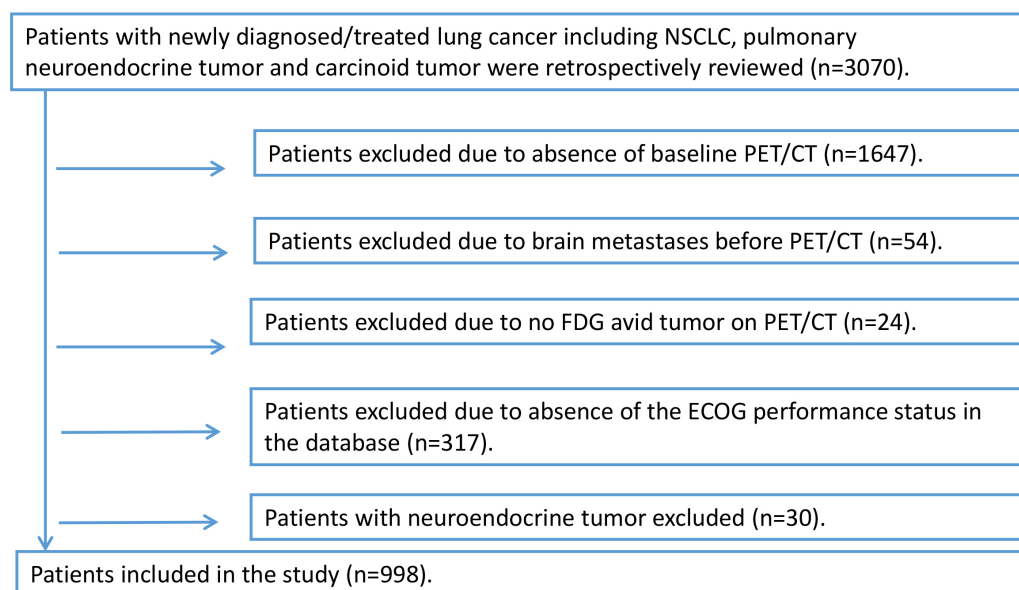 Patients with newly diagnosed/treated lung cancer including NSCLC, pulmonary
neuroendocrine tumor and carcinoid tumor were retrospectively reviewed (n=3070).
Patients excluded due to absence of baseline PET/CT (n=1647).
Patients excluded due to brain metastases before PET/CT (n=54).
Patients excluded due to no FDG avid tumor on PET/CT (n=24).
Patients excluded due to absence of the ECOG performance status in
the database (n=317).
Patients with neuroendocrine tumor excluded (n=30).
Patients included in the study (n=998).